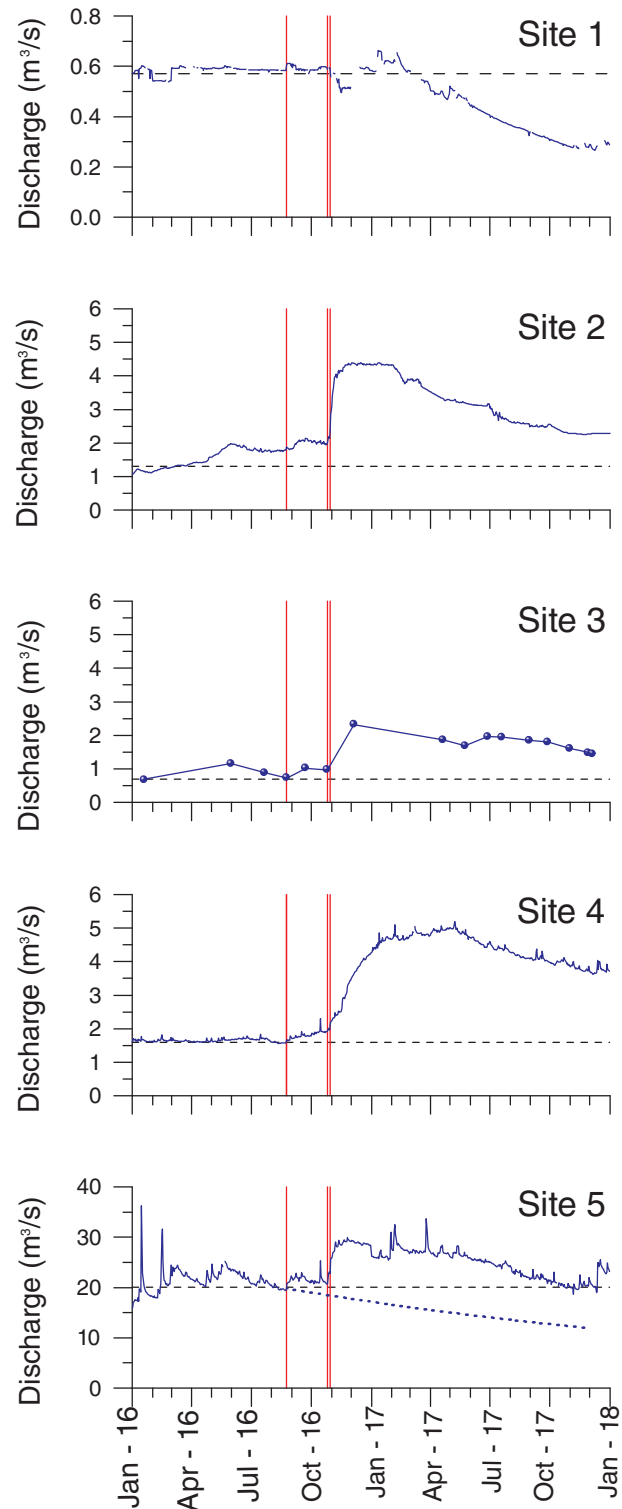 Site 1
Discharge (m³/s)
0.8
0.6
0.4
0.2
0.0
Site 2
Discharge (m³/s)
6
5
4
3
2
1
0
Site 3
Discharge (m³/s)
6
5
4
3
2
1
0
Site 4
Discharge (m³/s)
6
5
4
3
2
1
0
Site 5
Discharge (m³/s)
40
30
20
10
0
Jan - 16
Apr - 16
Jul - 16
Oct - 16
Jan - 17
Apr - 17
Jul - 17
Oct - 17
Jan - 18